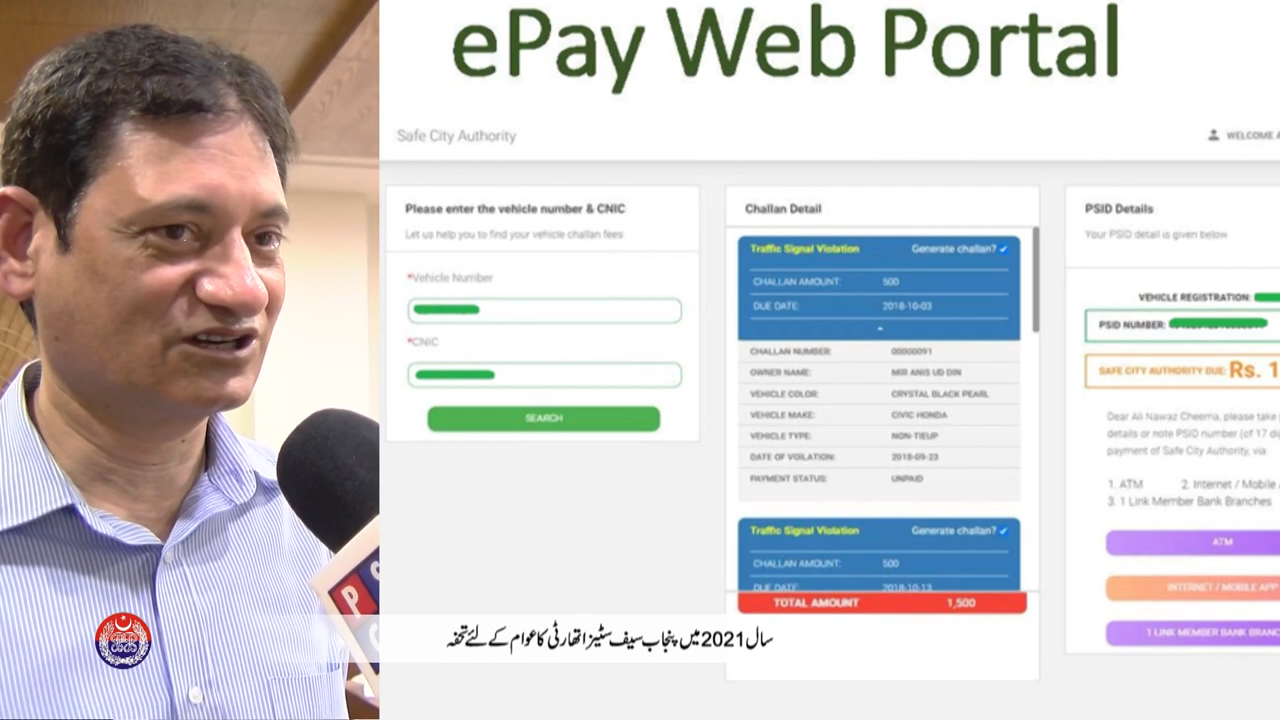 ePay Web Portal
Safe City Authority
WELCOME A
Please enter the vehicle number & CNIC
Let us help you to find your vehicle challan fees
*Vehicle Number
*CNIC
SEARCH
Challan Detail
Traffic Signal Violation Generate challan?
CHALLAN AMOUNT: 500
DUE DATE: 2018-10-03
CHALLAN NUMBER: 00000091
OWNER NAME: MIR ANIS UD DIN
VEHICLE COLOR: CRYSTAL BLACK PEARL
VEHICLE MAKE: CIVIC HONDA
VEHICLE TYPE: NON-TIEUP
DATE OF VOILATION: 2018-09-23
PAYMENT STATUS: UNPAID
Traffic Signal Violation Generate challan?
CHALLAN AMOUNT: 500
DUE DATE: 2018-10-13
TOTAL AMOUNT 1,500
PSID Details
Your PSID detail is given below
VEHICLE REGISTRATION:
PSID NUMBER:
SAFE CITY AUTHORITY DUE: Rs. 1
Dear Ali Nawaz Cheema, please take
details or note PSID number (of 17 di
payment of Safe City Authority, via:
1. ATM 2. Internet / Mobile
3. 1 Link Member Bank Branches
ATM
INTERNET / MOBILE APP
1 LINK MEMBER BANK BRANC
سال 2021 میں پنجاب سیف سٹیز اتھارٹی کا عوام کے لئے تحفہ